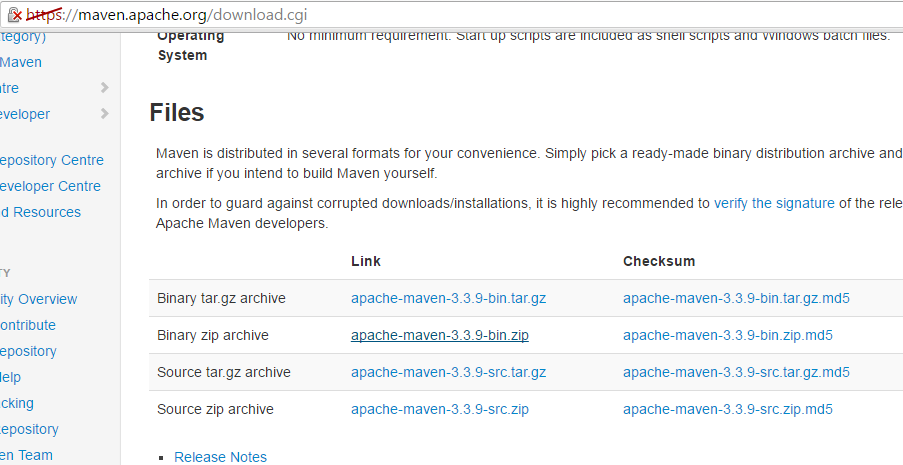 https://maven.apache.org/download.cgi
Operating System
No minimum requirement. Start up scripts are included as shell scripts and Windows batch files.
ategory)
Maven
ntre
eveloper
epository Centre
eveloper Centre
d Resources
TY
ity Overview
ontribute
epository
elp
cking
epository
en Team
Files
Maven is distributed in several formats for your convenience. Simply pick a ready-made binary distribution archive and
archive if you intend to build Maven yourself.
In order to guard against corrupted downloads/installations, it is highly recommended to verify the signature of the rele
Apache Maven developers.
Link Checksum
Binary tar.gz archive apache-maven-3.3.9-bin.tar.gz apache-maven-3.3.9-bin.tar.gz.md5
Binary zip archive apache-maven-3.3.9-bin.zip apache-maven-3.3.9-bin.zip.md5
Source tar.gz archive apache-maven-3.3.9-src.tar.gz apache-maven-3.3.9-src.tar.gz.md5
Source zip archive apache-maven-3.3.9-src.zip apache-maven-3.3.9-src.zip.md5
Release Notes